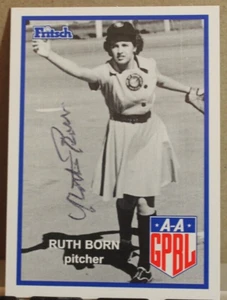 Fritsch
Ruth Born
RUTH BORN
pitcher
A-A
GPBL